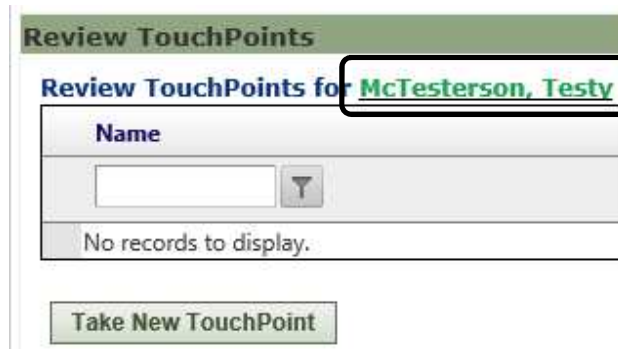 Review TouchPoints
Review TouchPoints for McTesterson, Testy
Name
No records to display.
Take New TouchPoint